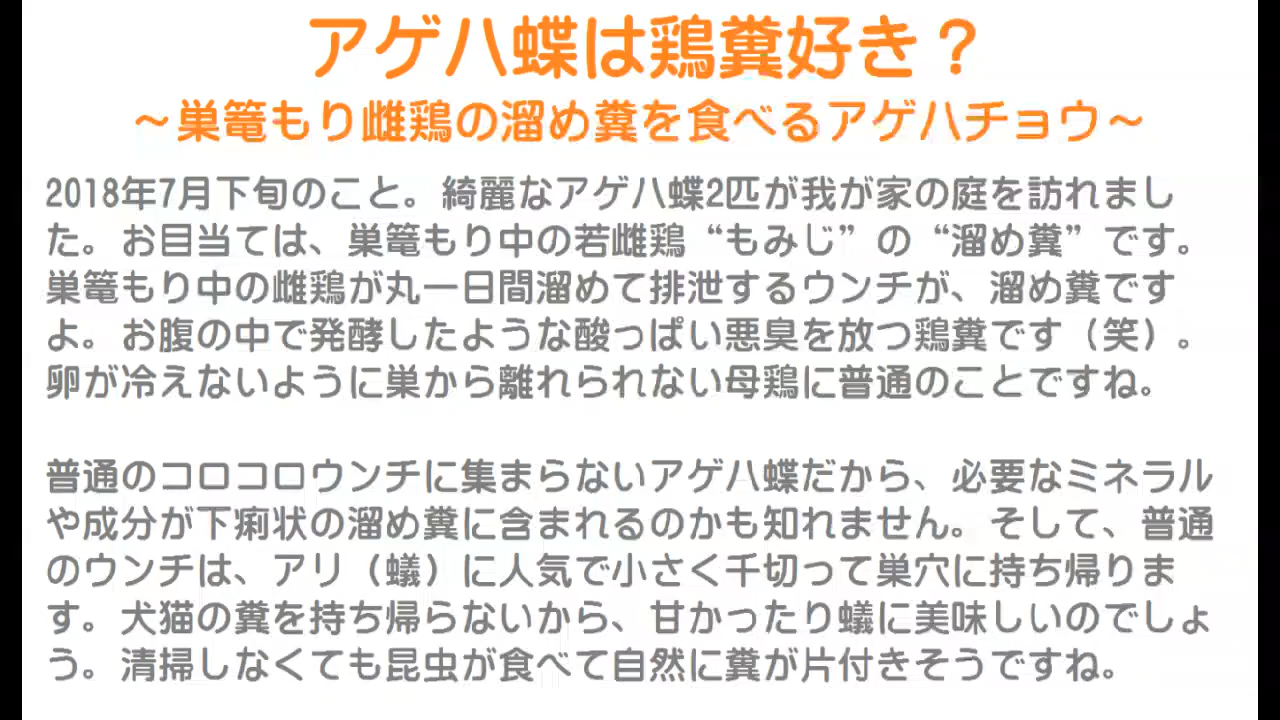 アゲハ蝶は鶏糞好き？
～巣篭もり雌鶏の溜め糞を食べるアゲハチョウ～
2018年7月下旬のこと。綺麗なアゲハ蝶2匹が我が家の庭を訪れまし
た。お目当ては、巣篭もり中の若雌鶏“もみじ”の“溜め糞”です。
巣篭もり中の雌鶏が丸一日間溜めて排泄するウンチが、溜め糞です
よ。お腹の中で発酵したような酸っぱい悪臭を放つ鶏糞です（笑）。
卵が冷えないように巣から離れられない母鶏に普通のことですね。
普通のコロコロウンチに集まらないアゲハ蝶だから、必要なミネラル
や成分が下痢状の溜め糞に含まれるのかも知れません。そして、普通
のウンチは、アリ（蟻）に人気で小さく千切って巣穴に持ち帰りま
す。犬猫の糞を持ち帰らないから、甘かったり蟻に美味しいのでしょ
う。清掃しなくても昆虫が食べて自然に糞が片付きそうですね。